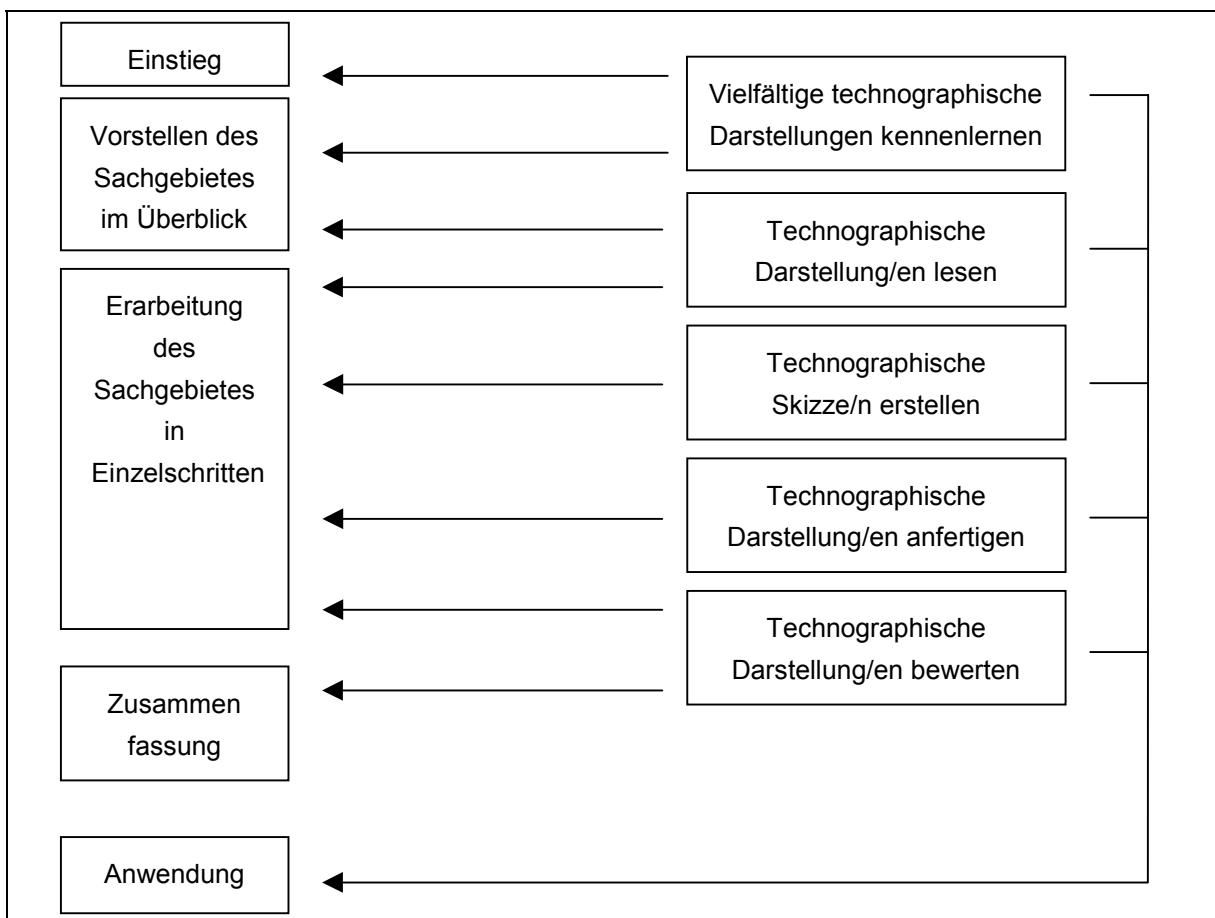 Einstieg
Vorstellen des
Sachgebietes
im Überblick
Erarbeitung
des
Sachgebietes
in
Einzelschritten
Zusammen
fassung
Anwendung
Vielfältige technographische
Darstellungen kennenlernen
Technographische
Darstellung/en lesen
Technographische
Skizze/n erstellen
Technographische
Darstellung/en anfertigen
Technographische
Darstellung/en bewerten